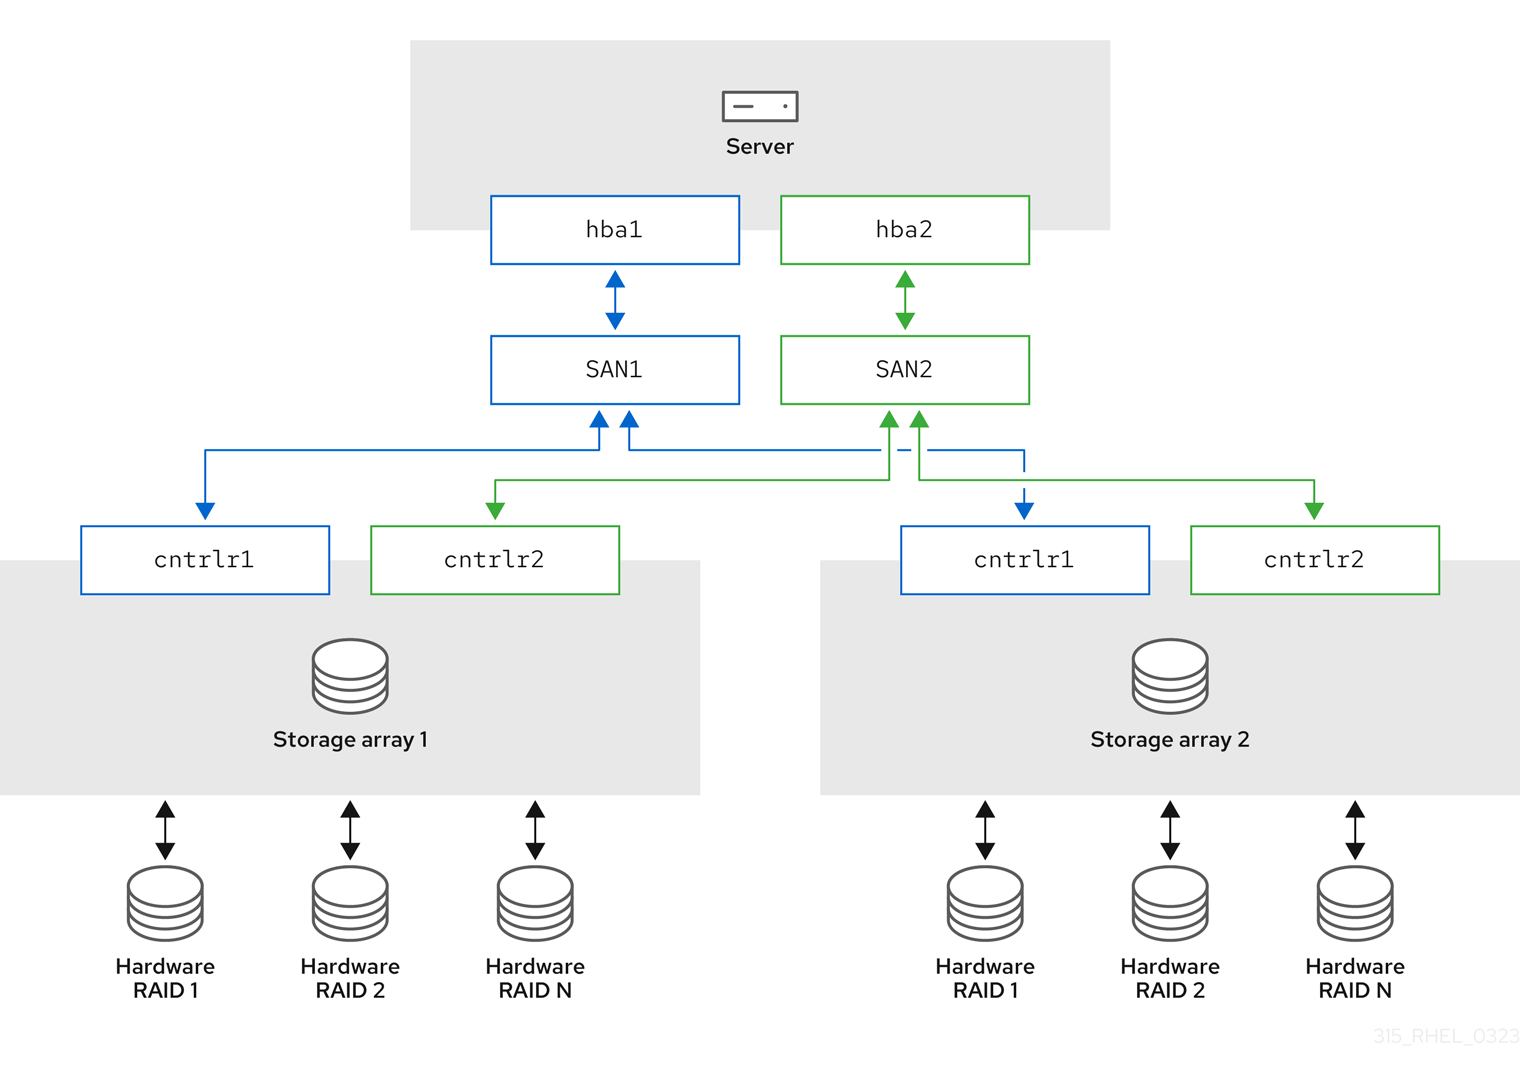 Server
hba1
hba2
SAN1
SAN2
cntrlr1
cntrlr2
cntrlr1
cntrlr2
Storage array 1
Storage array 2
Hardware
RAID 1
Hardware
RAID 2
Hardware
RAID N
Hardware
RAID 1
Hardware
RAID 2
Hardware
RAID N
315_RHEL_0323